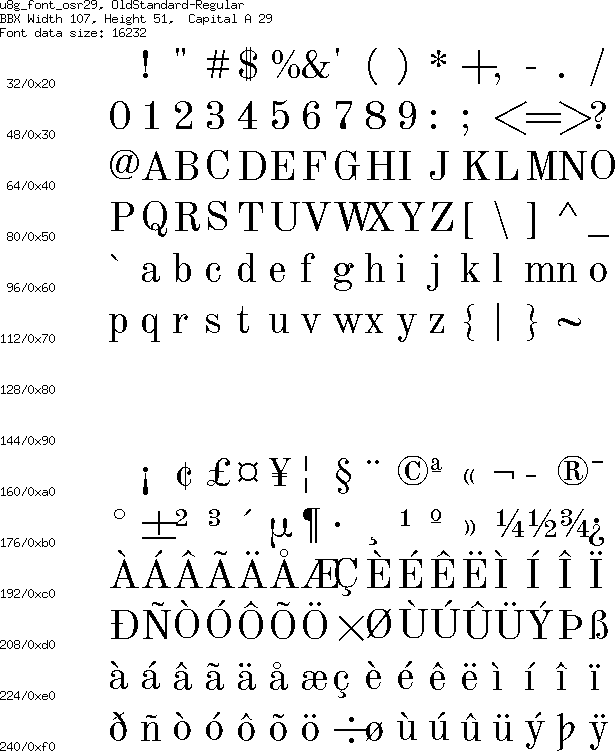 u8g_font_osr29, OldStandard-Regular
BBX Width 107, Height 51,  Capital A 29
Font data size: 16232
32/0x20 ! " # $ % & ' ( ) * + , - . /
48/0x30 0 1 2 3 4 5 6 7 8 9 : ; < = > ?
64/0x40 @ A B C D E F G H I J K L M N O
80/0x50 P Q R S T U V W X Y Z [ \ ] ^ _
96/0x60 ` a b c d e f g h i j k l m n o
112/0x70 p q r s t u v w x y z { | } ~
128/0x80
144/0x90
160/0xa0 ¡ ¢ £ ¤ ¥ ¦ § ¨ © ª « ¬ - ® ¯
176/0xb0 ° ± ² ³ ´ µ ¶ · ¸ ¹ º » ¼ ½ ¾ ¿
192/0xc0 À Á Â Ã Ä Å Æ Ç È É Ê Ë Ì Í Î Ï
208/0xd0 Ð Ñ Ò Ó Ô Õ Ö × Ø Ù Ú Û Ü Ý Þ ß
224/0xe0 à á â ã ä å æ ç è é ê ë ì í î ï
240/0xf0 ð ñ ò ó ô õ ö ÷ ø ù ú û ü ý þ ÿ